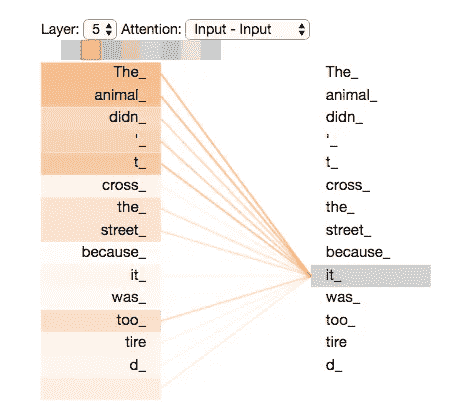 Layer: 5 Attention: Input - Input
The_ The_
animal_ animal_
didn_ didn_
'_ '_
t_ t_
cross_ cross_
the_ the_
street_ street_
because_ because_
it_ it_
was_ was_
too_ too_
tire tire
d_ d_